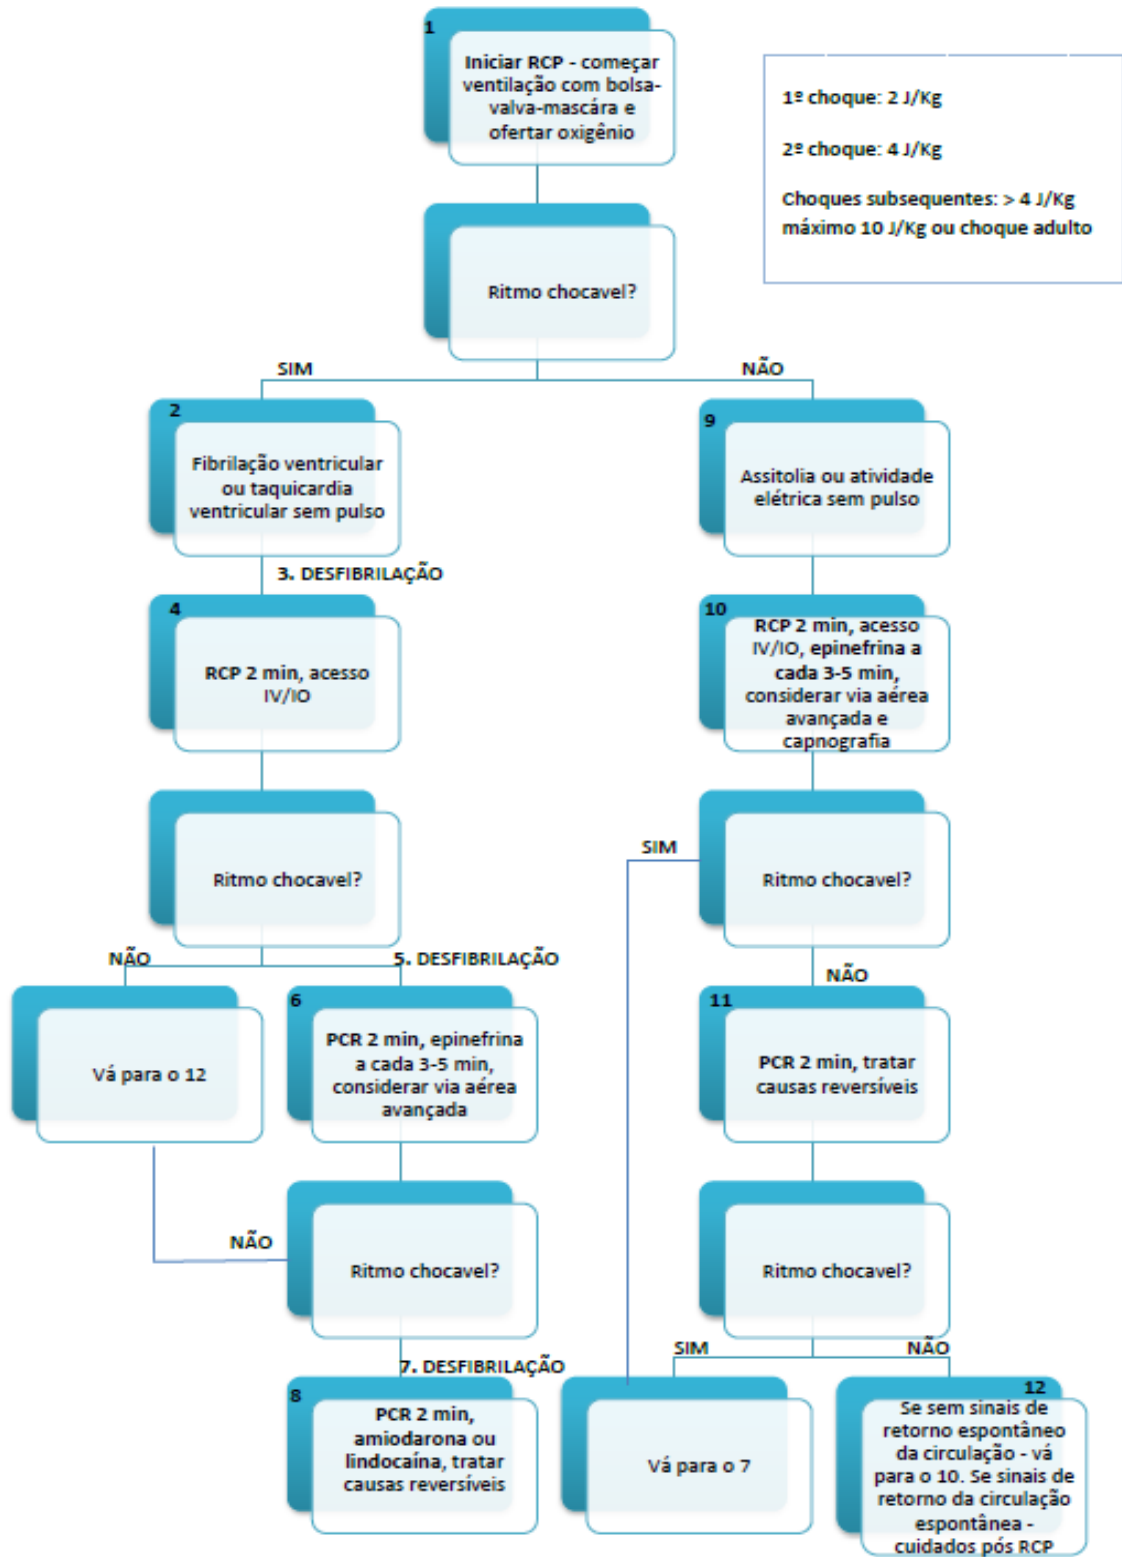 1
Iniciar RCP - começar
ventilação com bolsa-
valva-mascára e
ofertar oxigênio
1º choque: 2 J/Kg
2º choque: 4 J/Kg
Choques subsequentes: > 4 J/Kg
máximo 10 J/Kg ou choque adulto
Ritmo chocavel?
SIM
NÃO
2
Fibrilação ventricular
ou taquicardia
ventricular sem pulso
9
Assitolia ou atividade
elétrica sem pulso
3. DESFIBRILAÇÃO
4
RCP 2 min, acesso
IV/IO
10
RCP 2 min, acesso
IV/IO, epinefrina a
cada 3-5 min,
considerar via aérea
avançada e
capnografia
Ritmo chocavel?
SIM
Ritmo chocavel?
NÃO
5. DESFIBRILAÇÃO
NÃO
Vá para o 12
6
PCR 2 min, epinefrina
a cada 3-5 min,
considerar via aérea
avançada
11
PCR 2 min, tratar
causas reversíveis
NÃO
Ritmo chocavel?
Ritmo chocavel?
7. DESFIBRILAÇÃO
SIM
NÃO
8
PCR 2 min,
amiodarona ou
lindocaína, tratar
causas reversíveis
Vá para o 7
12
Se sem sinais de
retorno espontâneo
da circulação - vá
para o 10. Se sinais de
retorno da circulação
espontânea -
cuidados pós RCP